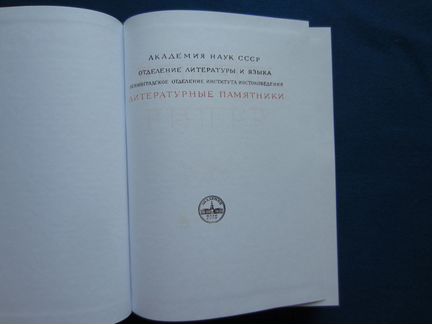 АКАДЕМИЯ НАУК СССР
ОТДЕЛЕНИЕ ЛИТЕРАТУРЫ И ЯЗЫКА
ЛЕНИНГРАДСКОЕ ОТДЕЛЕНИЕ ИНСТИТУТА ВОСТОКОВЕДЕНИЯ
ЛИТЕРАТУРНЫЕ ПАМЯТНИКИ